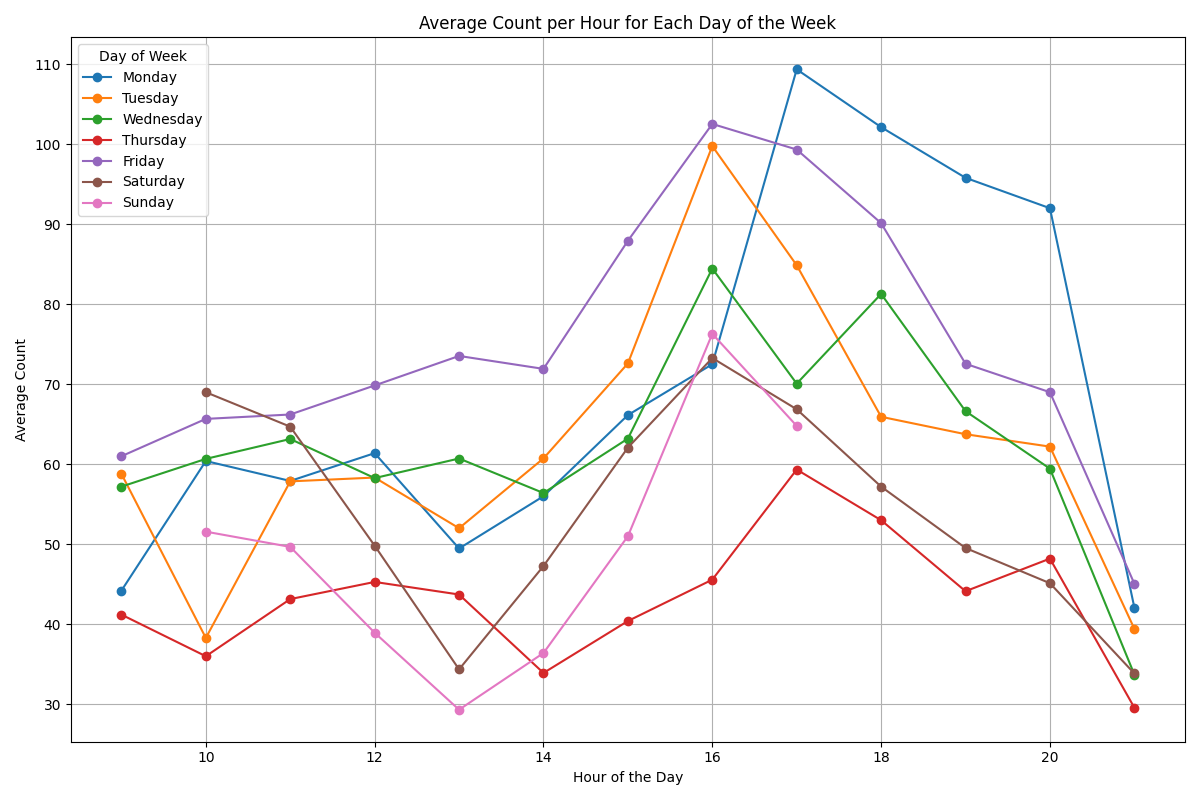 Average Count per Hour for Each Day of the Week
Day of Week
Monday
Tuesday
Wednesday
Thursday
Friday
Saturday
Sunday
Average Count
110
100
90
80
70
60
50
40
30
10 12 14 16 18 20
Hour of the Day